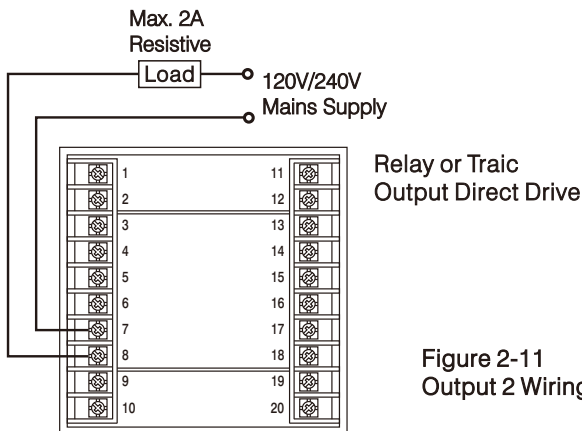 Max. 2A
Resistive
Load
120V/240V
Mains Supply
Relay or Traic
Output Direct Drive
1 11
2 12
3 13
4 14
5 15
6 16
7 17
8 18
9 19
10 20
Figure 2-11
Output 2 Wiring